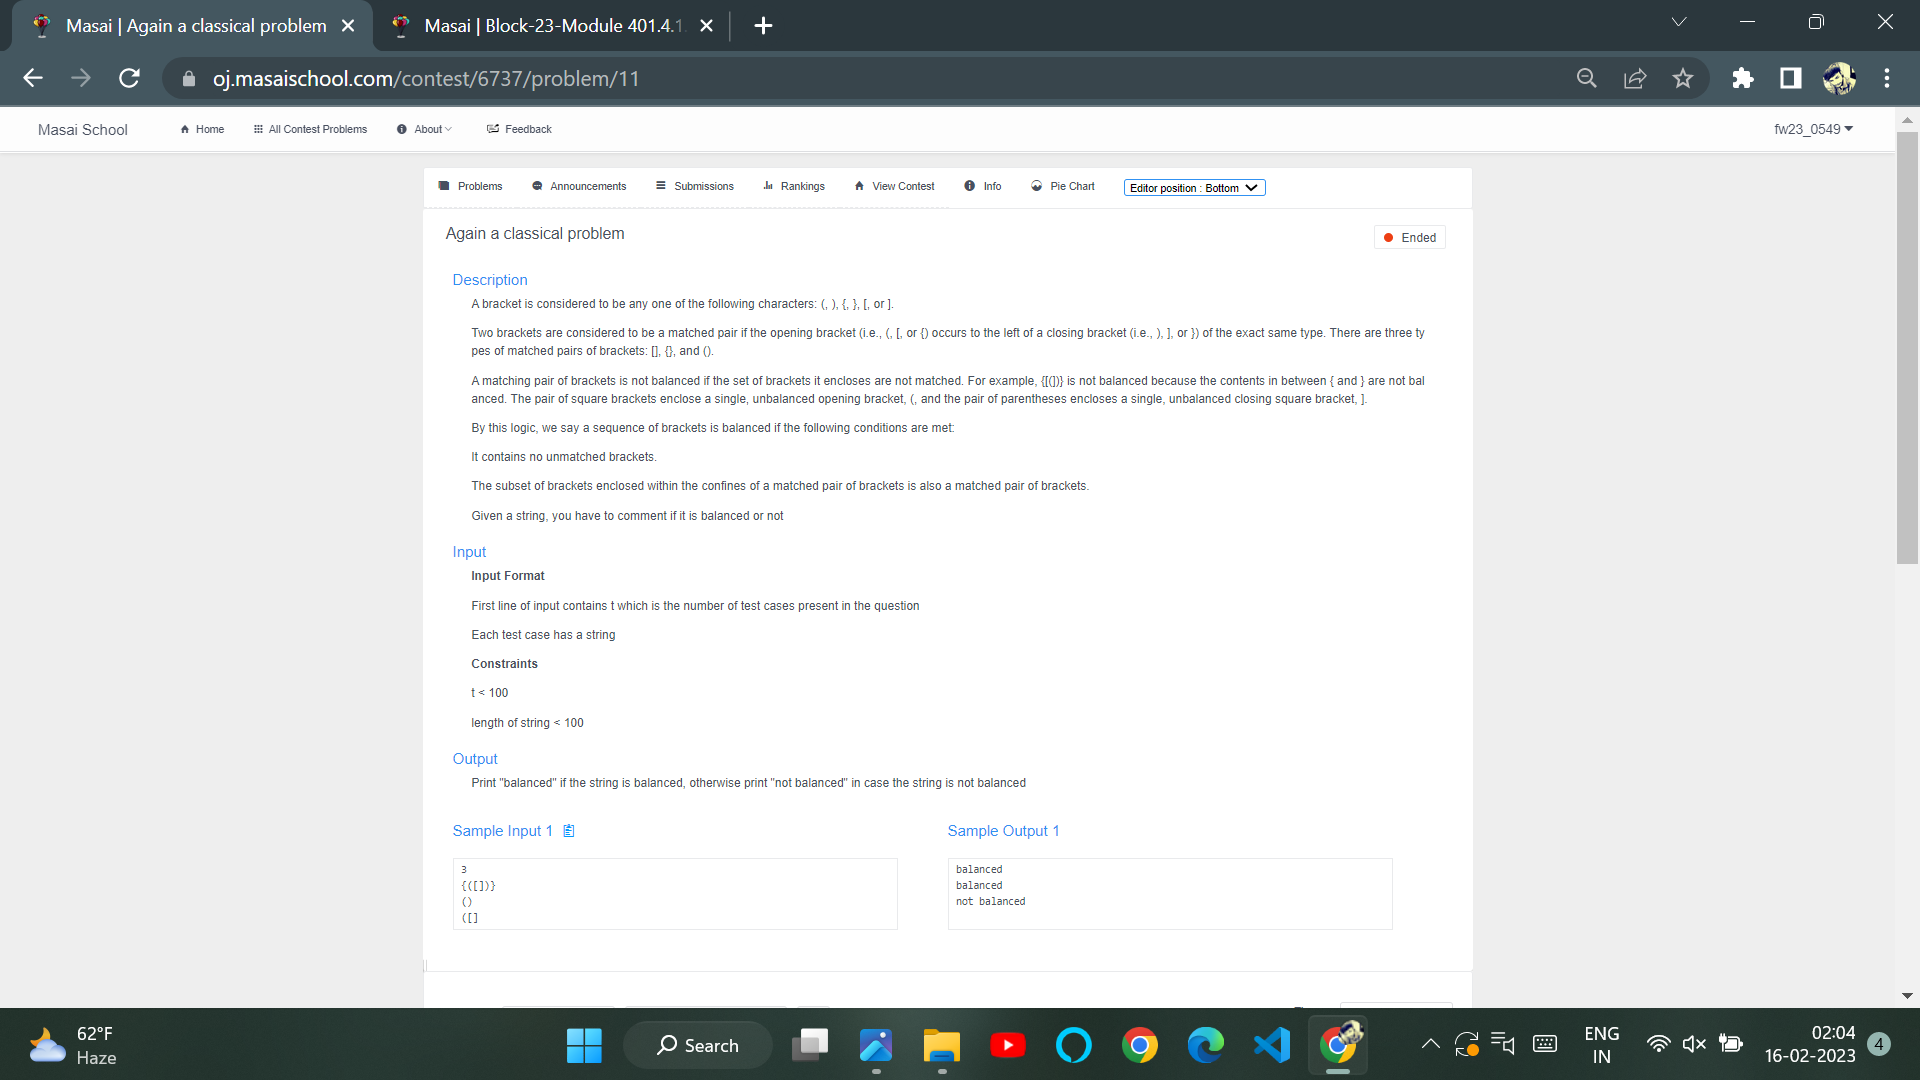 Masai | Again a classical problem
Masai | Block-23-Module 401.4.1
oj.masaischool.com/contest/6737/problem/11
Masai School
Home
All Contest Problems
About
Feedback
fw23_0549
Problems
Announcements
Submissions
Rankings
View Contest
Info
Pie Chart
Editor position : Bottom
Again a classical problem
Ended
Description
A bracket is considered to be any one of the following characters: (, ), {, }, [, or ].
Two brackets are considered to be a matched pair if the opening bracket (i.e., (, [, or {) occurs to the left of a closing bracket (i.e., ), ], or }) of the exact same type. There are three ty
pes of matched pairs of brackets: [], {}, and ().
A matching pair of brackets is not balanced if the set of brackets it encloses are not matched. For example, {[(])} is not balanced because the contents in between { and } are not bal
anced. The pair of square brackets enclose a single, unbalanced opening bracket, (, and the pair of parentheses encloses a single, unbalanced closing square bracket, ].
By this logic, we say a sequence of brackets is balanced if the following conditions are met:
It contains no unmatched brackets.
The subset of brackets enclosed within the confines of a matched pair of brackets is also a matched pair of brackets.
Given a string, you have to comment if it is balanced or not
Input
Input Format
First line of input contains t which is the number of test cases present in the question
Each test case has a string
Constraints
t < 100
length of string < 100
Output
Print "balanced" if the string is balanced, otherwise print "not balanced" in case the string is not balanced
Sample Input 1
3
{([])}
()
([]
Sample Output 1
balanced
balanced
not balanced
62°F
Haze
Search
ENG
IN
02:04
16-02-2023
4